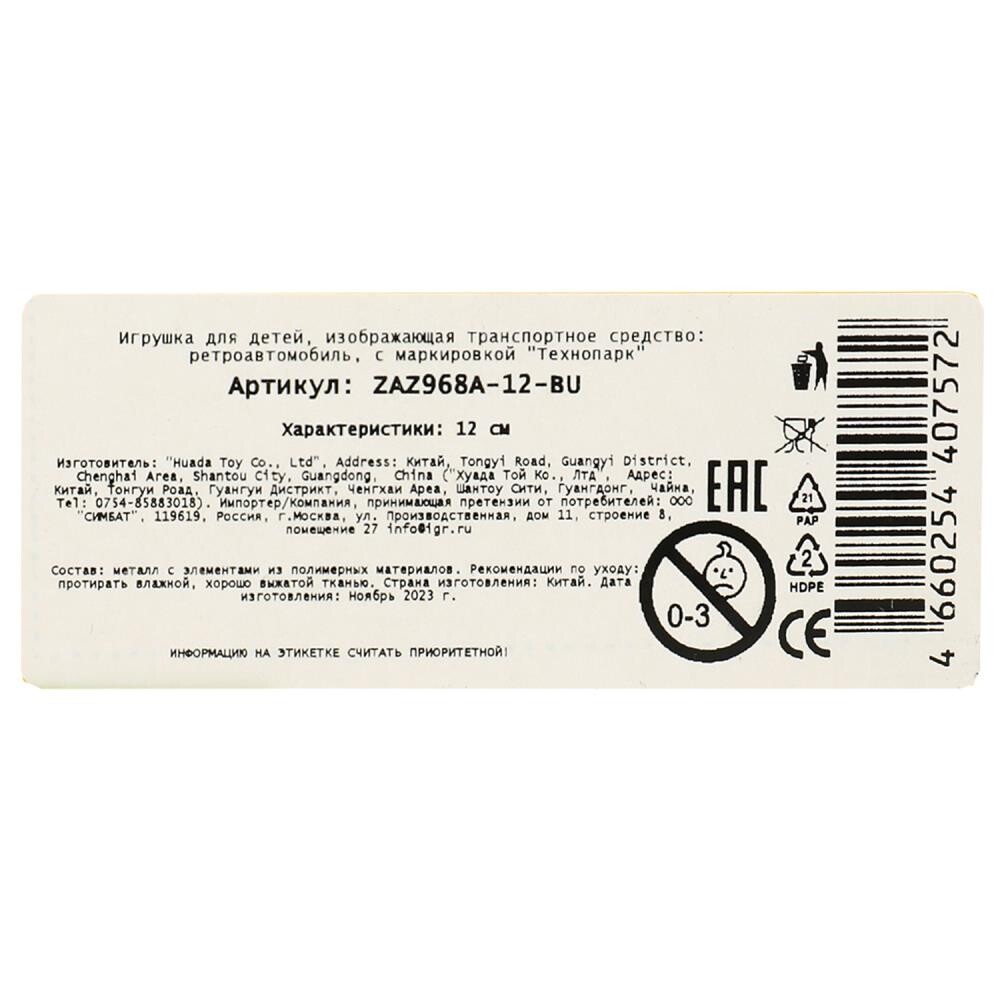 Игрушка для детей, изображающая транспортное средство:
ретроавтомобиль, с маркировкой "Технопарк"
Артикул: ZAZ968A-12-BU
Характеристики: 12 см
Изготовитель: "Huada Toy Co., Ltd", Address: Китай, Tongyi Road, Guangyi District,
Chenghai Area, Shantou City, Guangdong, China ("Хуада Той Ко., Лтд", Адрес:
Китай, Тонгуи Роад, Гуангуи Дистрикт, Ченгхаи Ареа, Шантоу Сити, Гуангдонг, Чайна,
Tel: 0754-85883018). Импортер/Компания, принимающая претензии от потребителей: ООО
"СИМБАТ", 119619, Россия, г.Москва, ул. Производственная, дом 11, строение 8,
помещение 27 info@igr.ru
Состав: металл с элементами из полимерных материалов. Рекомендации по уходу:
протирать влажной, хорошо выжатой тканью. Страна изготовления: Китай. Дата
изготовления: Ноябрь 2023 г.
ИНФОРМАЦИЮ НА ЭТИКЕТКЕ СЧИТАТЬ ПРИОРИТЕТНОЙ!
EAC
0-3
21
PAP
2
HDPE
CE
4 660254 407572